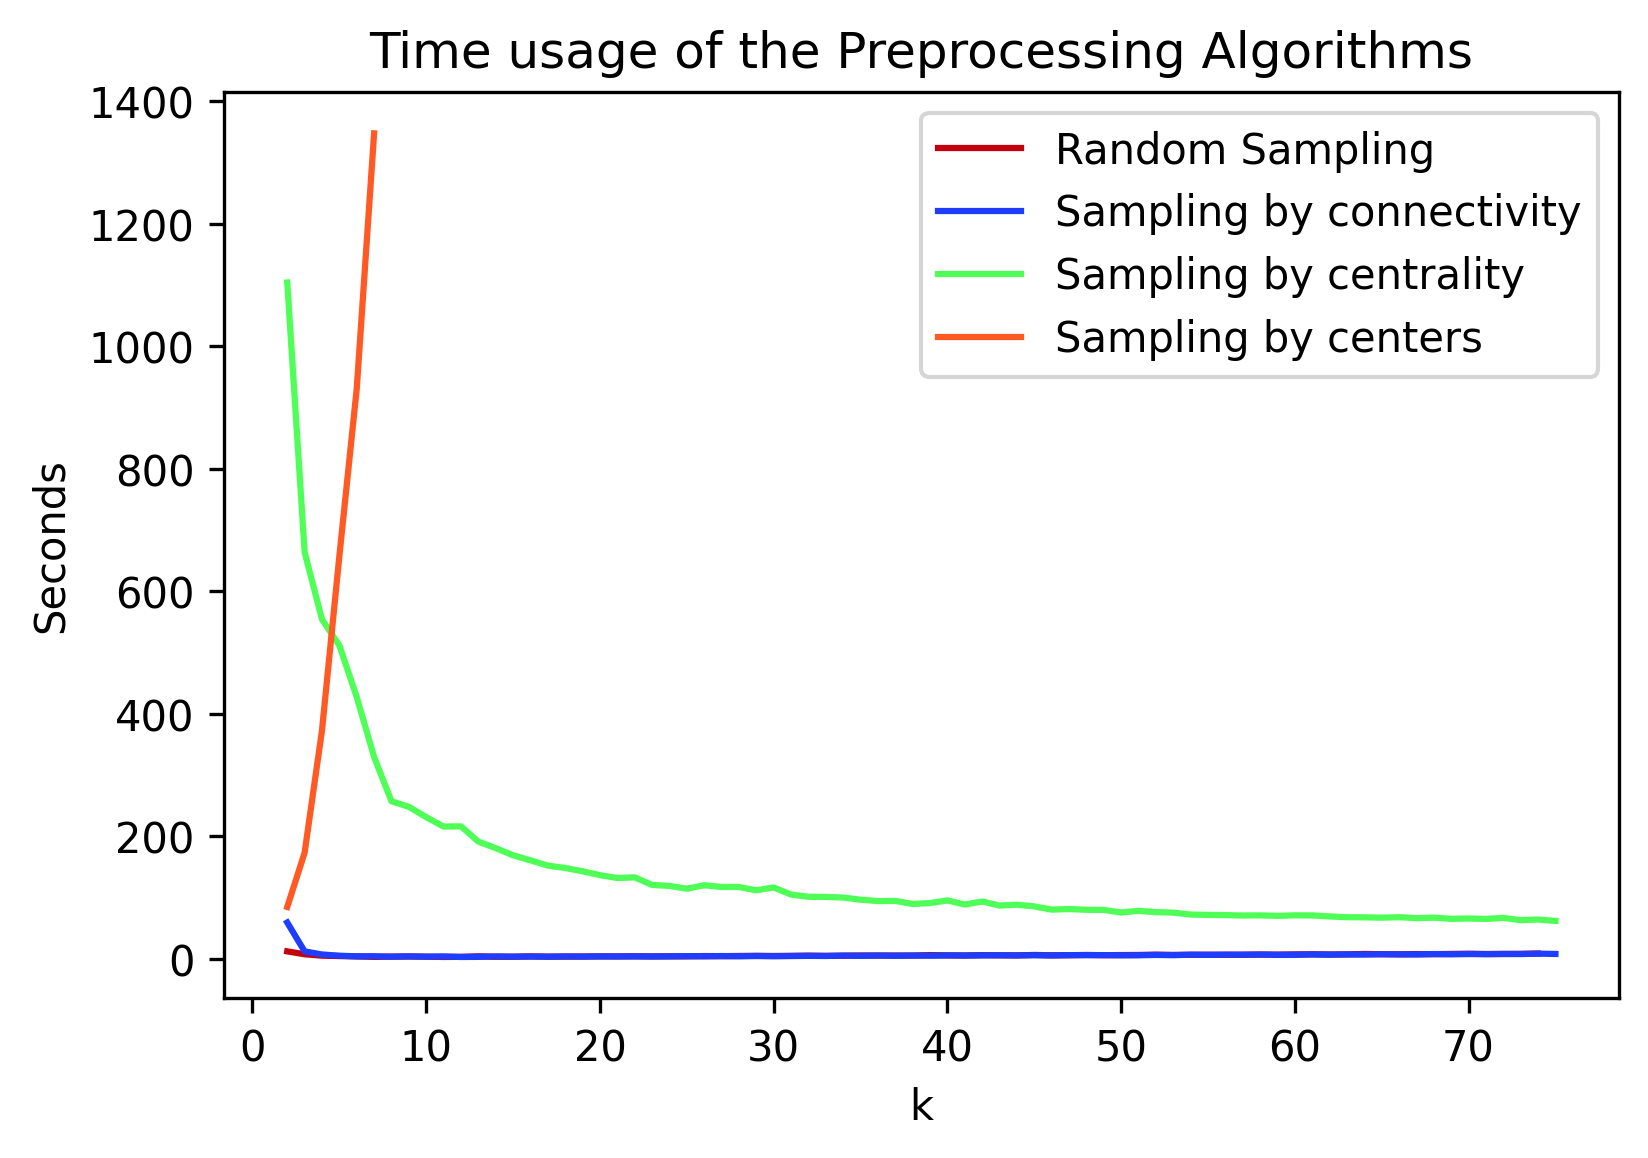 Time usage of the Preprocessing Algorithms
1400
1200
1000
800
600
400
200
0
Seconds
Random Sampling
Sampling by connectivity
Sampling by centrality
Sampling by centers
0 10 20 30 40 50 60 70
k